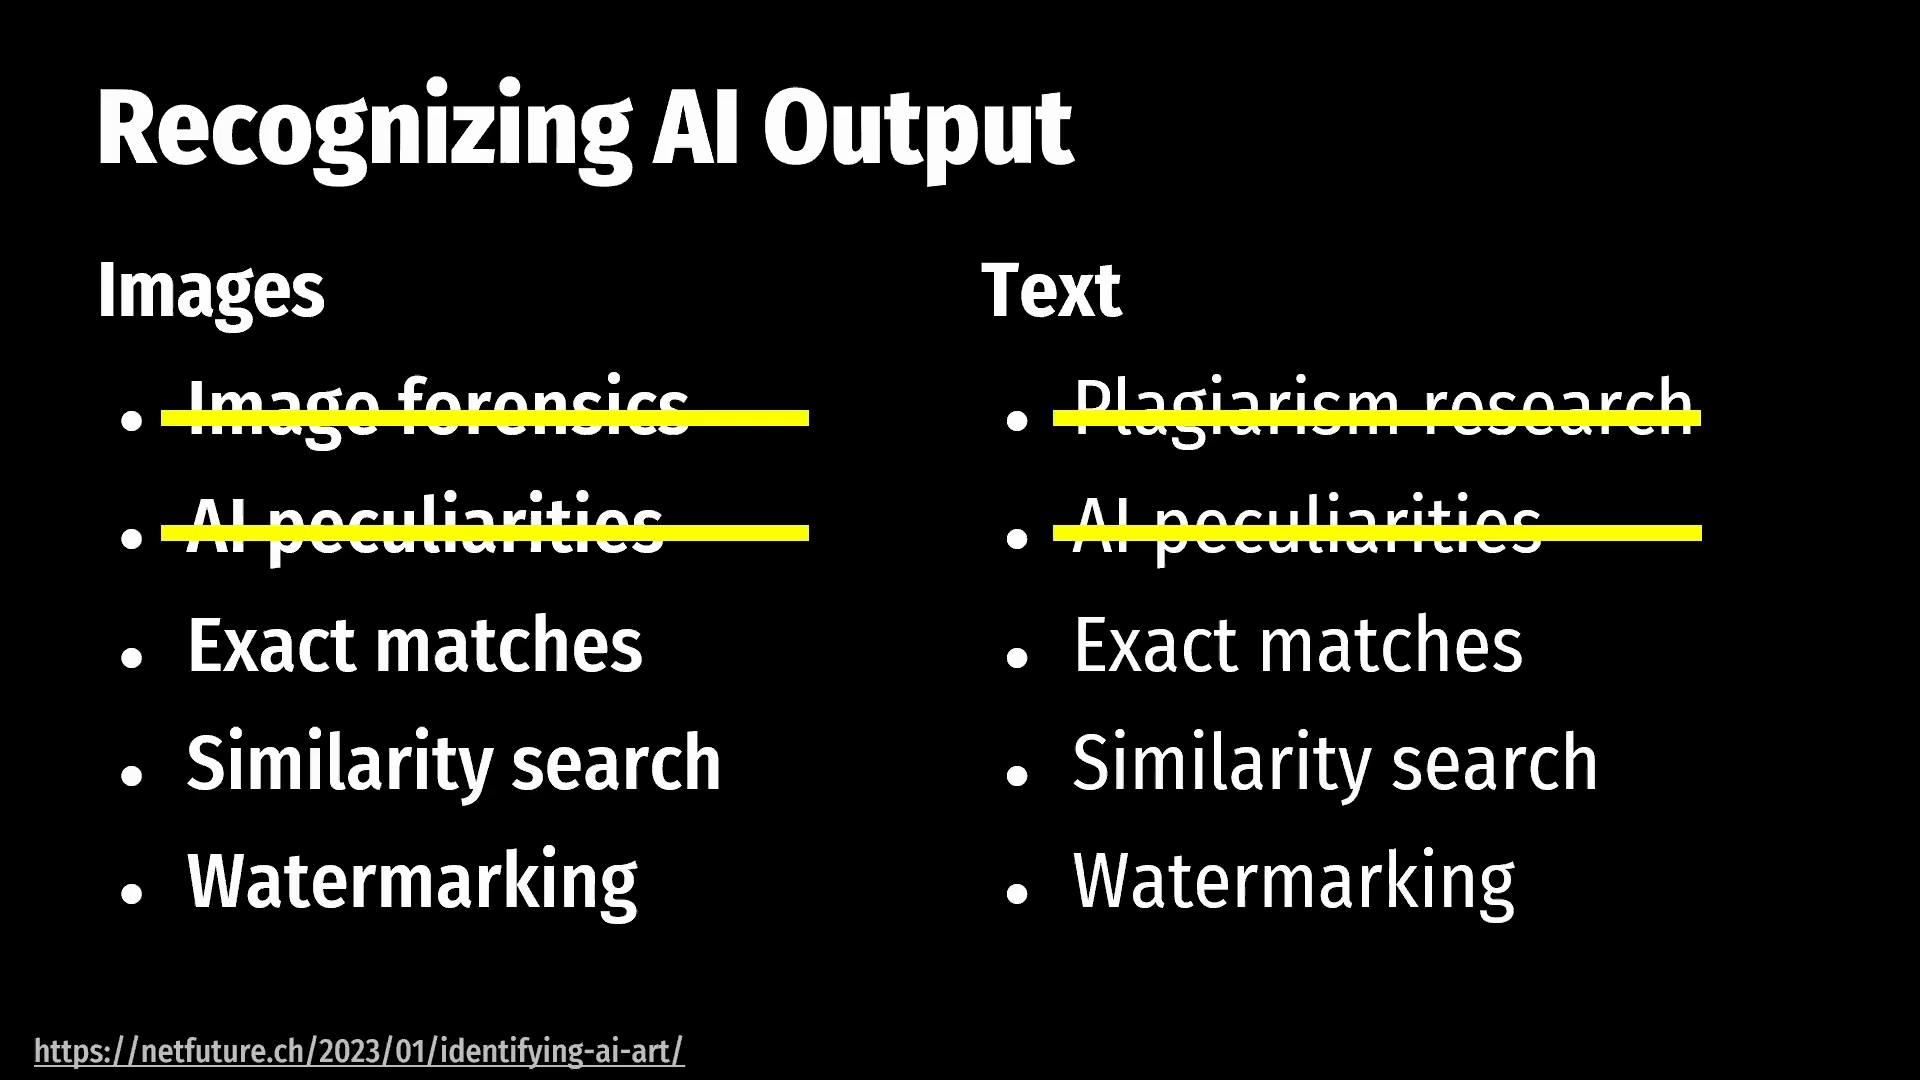 Recognizing AI Output
Images
• Image forensics
• AI peculiarities
• Exact matches
• Similarity search
• Watermarking
Text
• Plagiarism research
• AI peculiarities
• Exact matches
• Similarity search
• Watermarking
https://netfuture.ch/2023/01/identifying-ai-art/